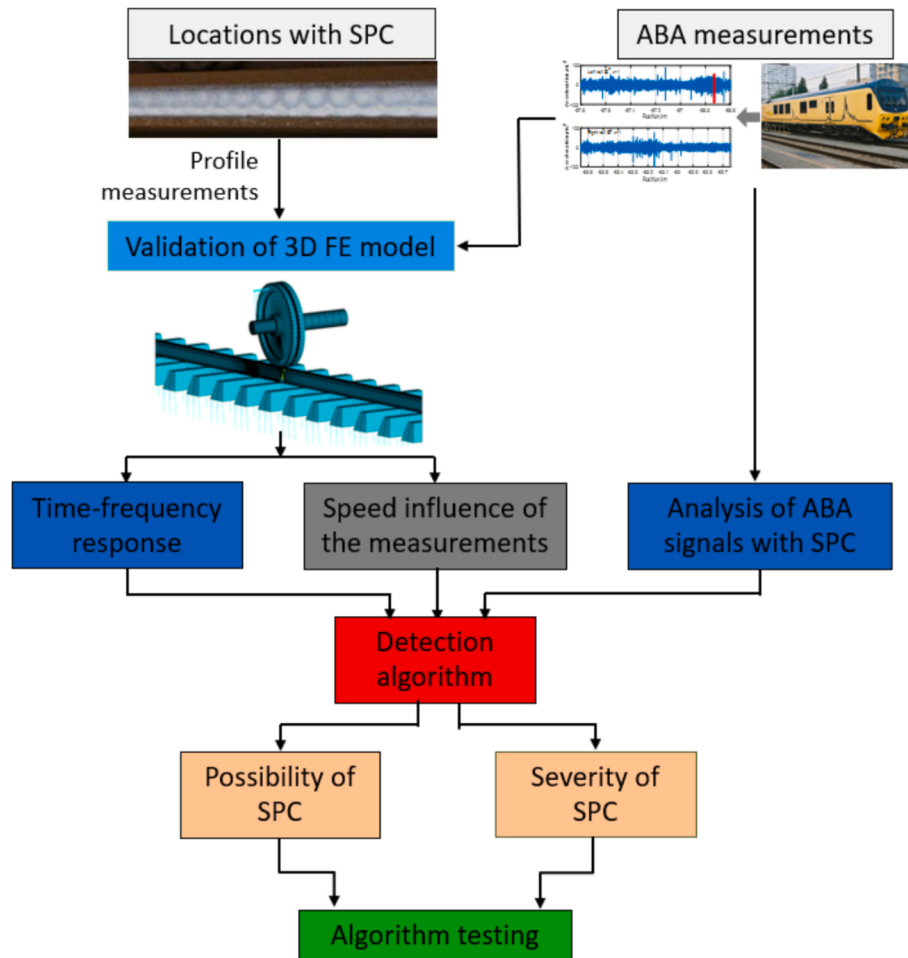 Locations with SPC
ABA measurements
Profile
measurements
Validation of 3D FE model
Time-frequency
response
Speed influence of
the measurements
Analysis of ABA
signals with SPC
Detection
algorithm
Possibility of
SPC
Severity of
SPC
Algorithm testing